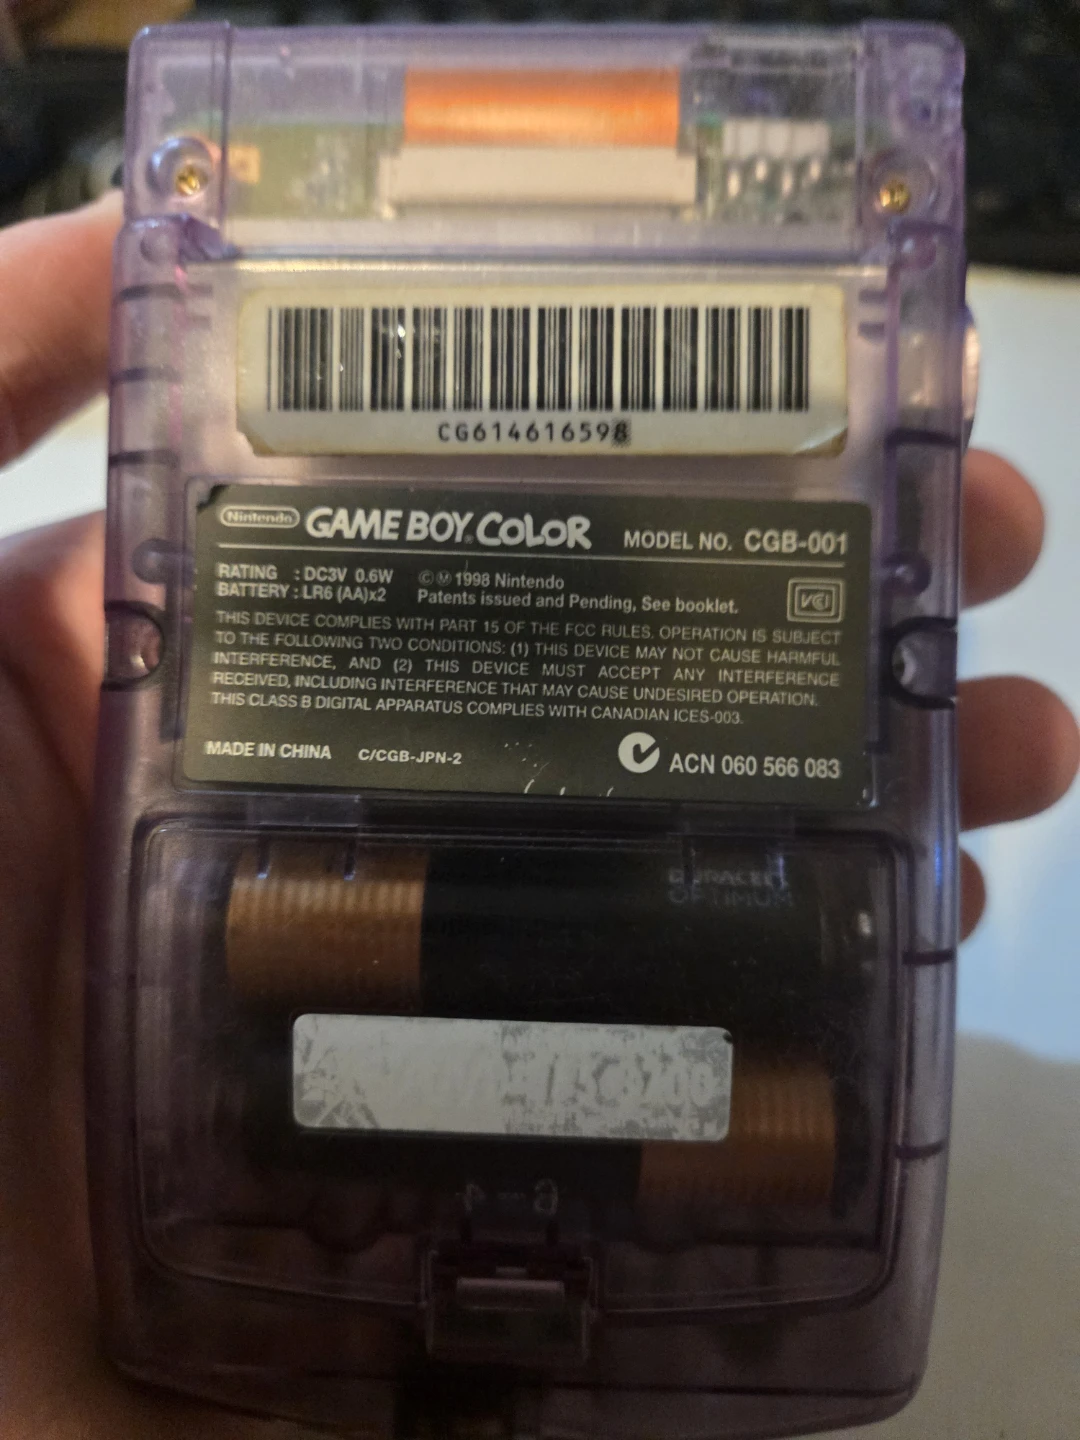 CG614616598
Nintendo GAME BOY COLOR MODEL NO. CGB-001
RATING : DC3V 0.6W ©Ⓜ 1998 Nintendo
BATTERY : LR6 (AA)x2 Patents issued and Pending, See booklet.
VCI
THIS DEVICE COMPLIES WITH PART 15 OF THE FCC RULES. OPERATION IS SUBJECT
TO THE FOLLOWING TWO CONDITIONS: (1) THIS DEVICE MAY NOT CAUSE HARMFUL
INTERFERENCE, AND (2) THIS DEVICE MUST ACCEPT ANY INTERFERENCE
RECEIVED, INCLUDING INTERFERENCE THAT MAY CAUSE UNDESIRED OPERATION.
THIS CLASS B DIGITAL APPARATUS COMPLIES WITH CANADIAN ICES-003.
MADE IN CHINA C/CGB-JPN-2 ACN 060 566 083
DURACELL
OPTIMUM